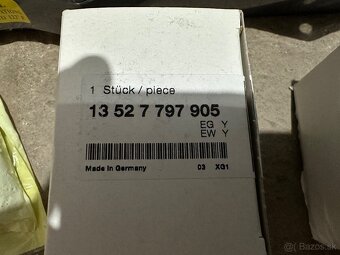 1 Stück / piece
13 52 7 797 905
EG Y
EW Y
Made in Germany 03 XG1
Bazos.sk